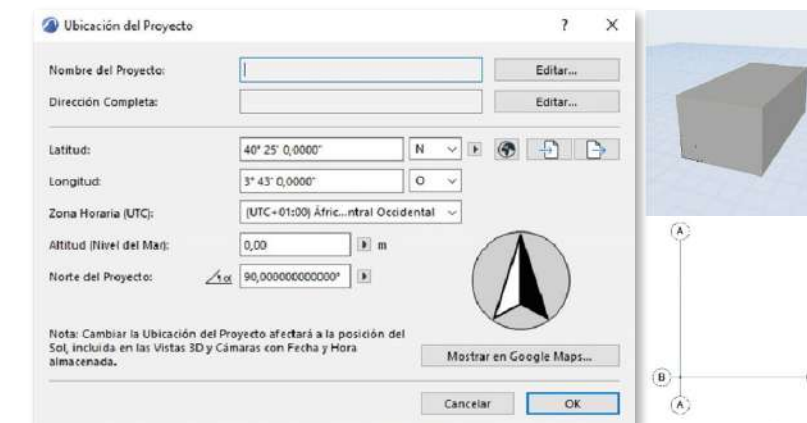 Ubicación del Proyecto
?
X
Nombre del Proyecto:
Editar...
Dirección Completa:
Editar...
Latitud:
40° 25' 0,0000"
N
Longitud:
3° 43' 0,0000"
O
Zona Horaria (UTC):
(UTC+01:00) Áfric...ntral Occidental
Altitud (Nivel del Mar):
0,00
m
Norte del Proyecto:
α
90,000000000000°
Nota: Cambiar la Ubicación del Proyecto afectará a la posición del
Sol, incluida en las Vistas 3D y Cámaras con Fecha y Hora
almacenada.
Mostrar en Google Maps...
Cancelar
OK
A
B
A